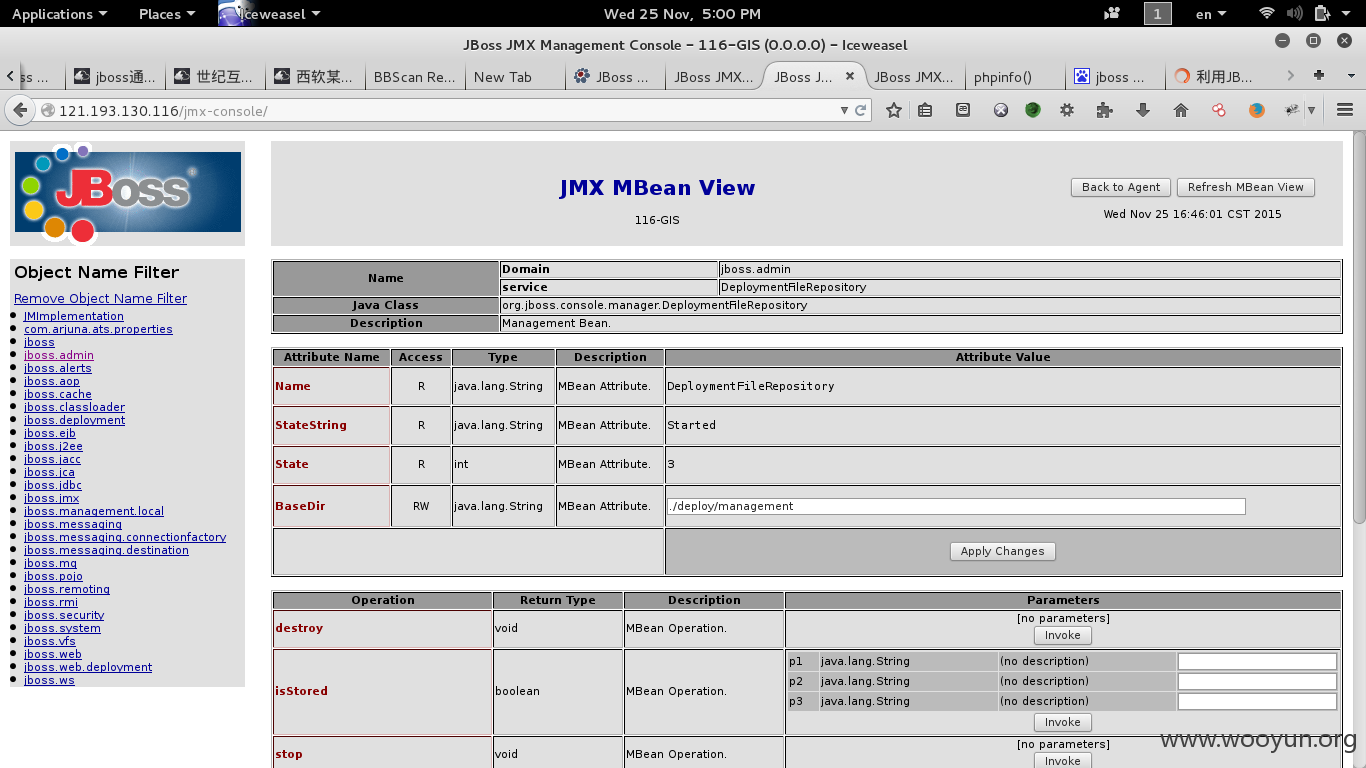 Applications Places Iceweasel Wed 25 Nov, 5:00 PM 1 en
JBoss JMX Management Console - 116-GIS (0.0.0.0) - Iceweasel
ss ... jboss通... 世纪互... 西软某... BBScan Re... New Tab JBoss ... JBoss JMX... JBoss J... JBoss JMX... phpinfo() jboss ... 利用JB...
121.193.130.116/jmx-console/
JBoss
JMX MBean View
116-GIS
Back to Agent Refresh MBean View
Wed Nov 25 16:46:01 CST 2015
Object Name Filter
Remove Object Name Filter
JMImplementation
com.arjuna.ats.properties
jboss
jboss.admin
jboss.alerts
jboss.aop
jboss.cache
jboss.classloader
jboss.deployment
jboss.ejb
jboss.j2ee
jboss.jacc
jboss.jca
jboss.jdbc
jboss.jmx
jboss.management.local
jboss.messaging
jboss.messaging.connectionfactory
jboss.messaging.destination
jboss.mq
jboss.pojo
jboss.remoting
jboss.rmi
jboss.security
jboss.system
jboss.vfs
jboss.web
jboss.web.deployment
jboss.ws
Name Domain jboss.admin
service DeploymentFileRepository
Java Class org.jboss.console.manager.DeploymentFileRepository
Description Management Bean.
Attribute Name Access Type Description Attribute Value
Name R java.lang.String MBean Attribute. DeploymentFileRepository
StateString R java.lang.String MBean Attribute. Started
State R int MBean Attribute. 3
BaseDir RW java.lang.String MBean Attribute. ./deploy/management
Apply Changes
Operation Return Type Description Parameters
destroy void MBean Operation. [no parameters]
Invoke
isStored boolean MBean Operation. p1 java.lang.String (no description)
p2 java.lang.String (no description)
p3 java.lang.String (no description)
Invoke
stop void MBean Operation. [no parameters]
Invoke
www.wooyun.org